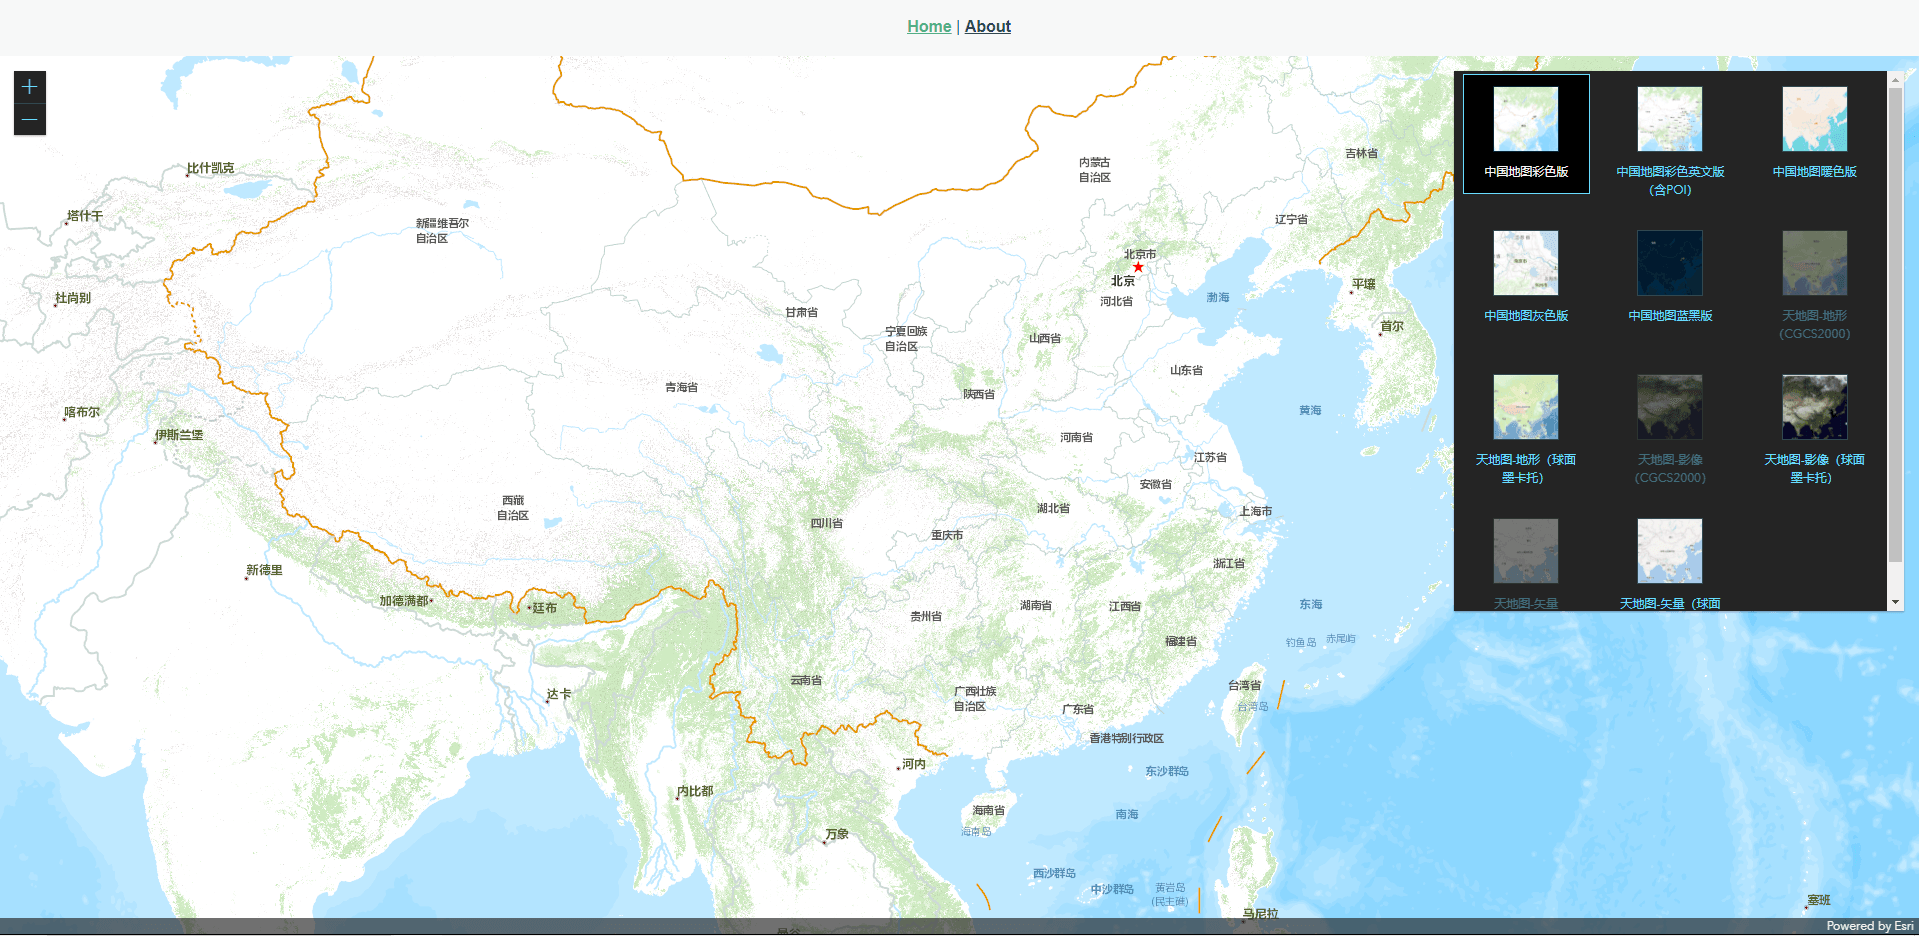 Home | About
比什凯克
塔什干
新疆维吾尔
自治区
内蒙古
自治区
吉林省
辽宁省
北京市
北京
河北省
渤海
平壤
首尔
杜尚别
甘肃省
宁夏回族
自治区
山西省
山东省
青海省
陕西省
黄海
喀布尔
伊斯兰堡
河南省
江苏省
安徽省
西藏
自治区
四川省
湖北省
上海市
重庆市
浙江省
新德里
加德满都
廷布
贵州省
湖南省
江西省
东海
福建省
钓鱼岛
赤尾屿
云南省
达卡
广西壮族
自治区
广东省
台湾省
台湾岛
香港特别行政区
河内
东沙群岛
内比都
海南省
海南岛
南海
万象
西沙群岛
中沙群岛
黄岩岛
(民主礁)
马尼拉
塞班
曼谷
中国地图彩色版
中国地图彩色英文版
(含POI)
中国地图暖色版
中国地图灰色版
中国地图蓝黑版
天地图-地形
(CGCS2000)
天地图-地形（球面
墨卡托）
天地图-影像
(CGCS2000)
天地图-影像（球面
墨卡托）
天地图-矢量
天地图-矢量（球面
Powered by Esri